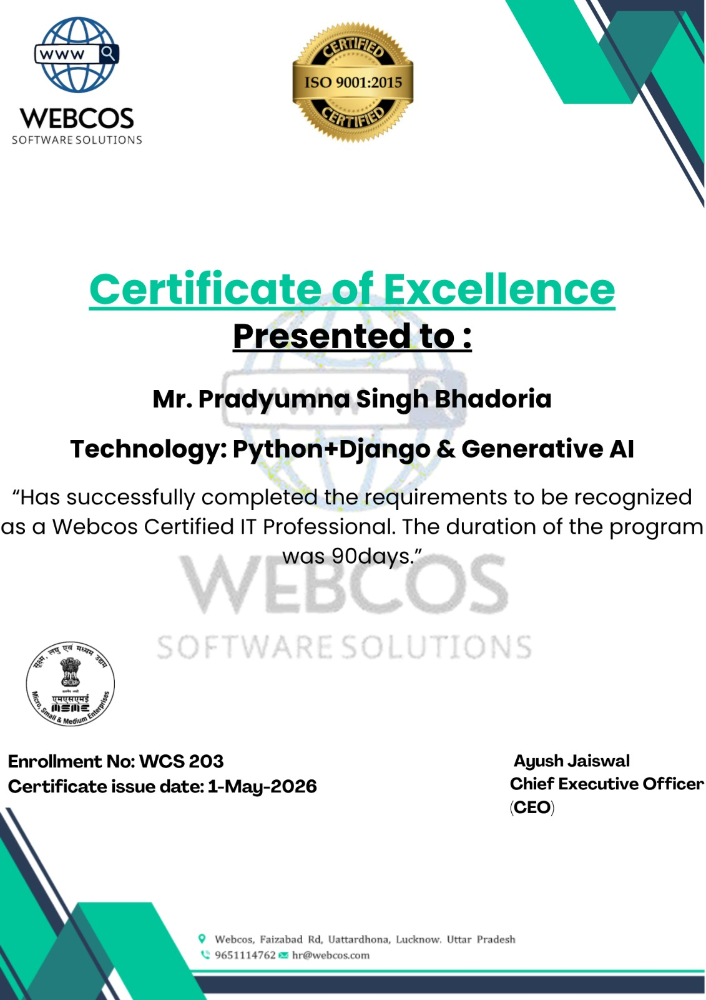 WWW
WEBCOS
SOFTWARE SOLUTIONS
CERTIFIED
ISO 9001:2015
CERTIFIED
Certificate of Excellence
Presented to :
Mr. Pradyumna Singh Bhadoria
Technology: Python+Django & Generative AI
“Has successfully completed the requirements to be recognized
as a Webcos Certified IT Professional. The duration of the program
was 90days.”
WWW
WEBCOS
SOFTWARE SOLUTIONS
सूक्ष्म, लघु एवं मध्यम उद्यम
एमएसएमई
MSME
Micro, Small & Medium Enterprises
Enrollment No: WCS 203
Certificate issue date: 1-May-2026
Ayush Jaiswal
Chief Executive Officer
(CEO)
Webcos, Faizabad Rd, Uattardhona, Lucknow. Uttar Pradesh
9651114762 hr@webcos.com